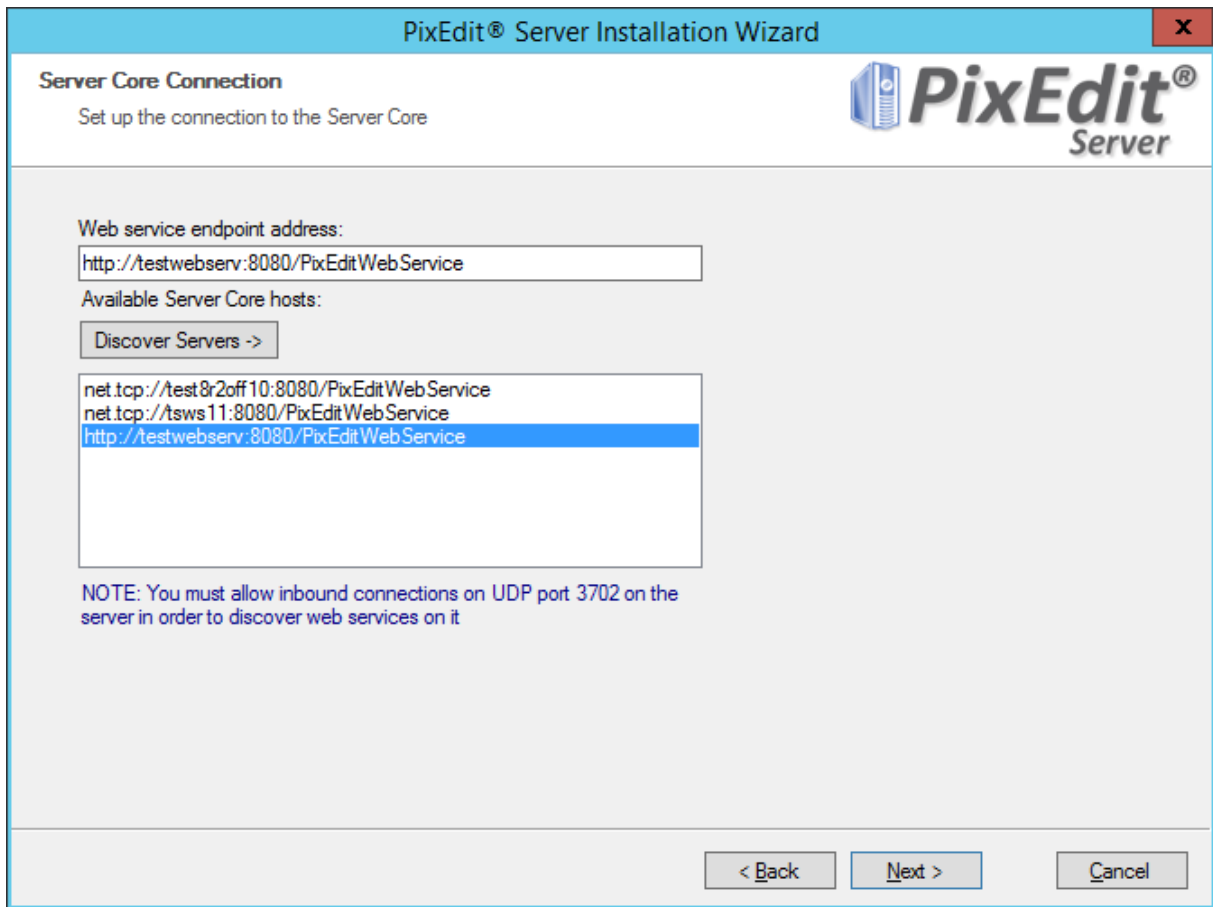 PixEdit® Server Installation Wizard
x
Server Core Connection
Set up the connection to the Server Core
PixEdit®
Server
Web service endpoint address:
http://testwebserv:8080/PixEditWebService
Available Server Core hosts:
Discover Servers ->
net.tcp://test8r2off10:8080/PixEditWebService
net.tcp://tsws11:8080/PixEditWebService
http://testwebserv:8080/PixEditWebService
NOTE: You must allow inbound connections on UDP port 3702 on the
server in order to discover web services on it
< Back
Next >
Cancel